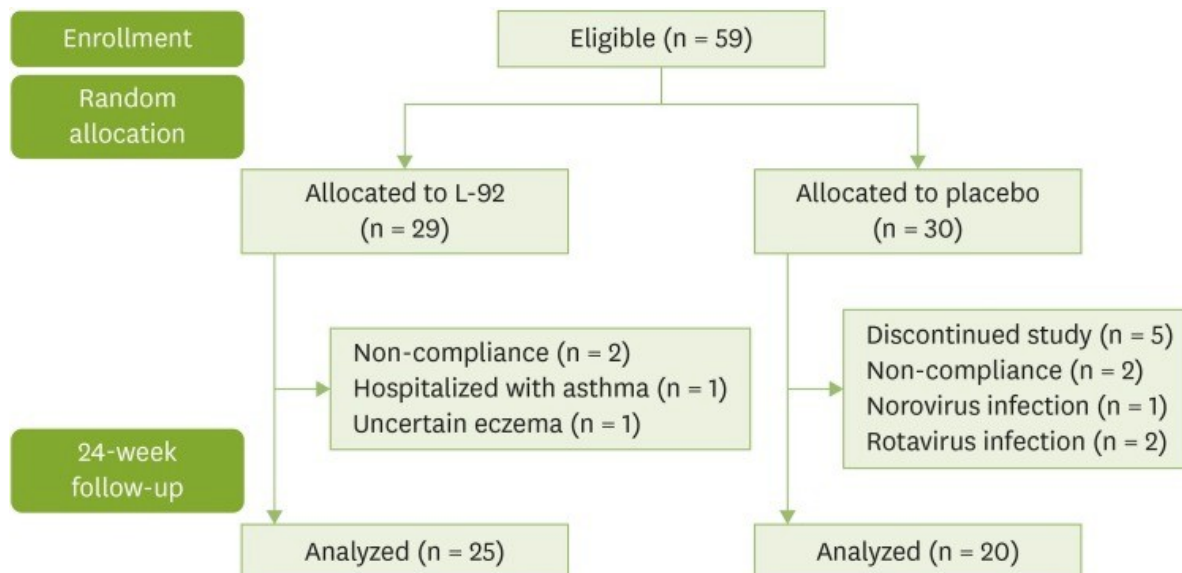 Enrollment
Eligible (n = 59)
Random
allocation
Allocated to L-92
(n = 29)
Allocated to placebo
(n = 30)
Non-compliance (n = 2)
Hospitalized with asthma (n = 1)
Uncertain eczema (n = 1)
Discontinued study (n = 5)
Non-compliance (n = 2)
Norovirus infection (n = 1)
Rotavirus infection (n = 2)
24-week
follow-up
Analyzed (n = 25)
Analyzed (n = 20)